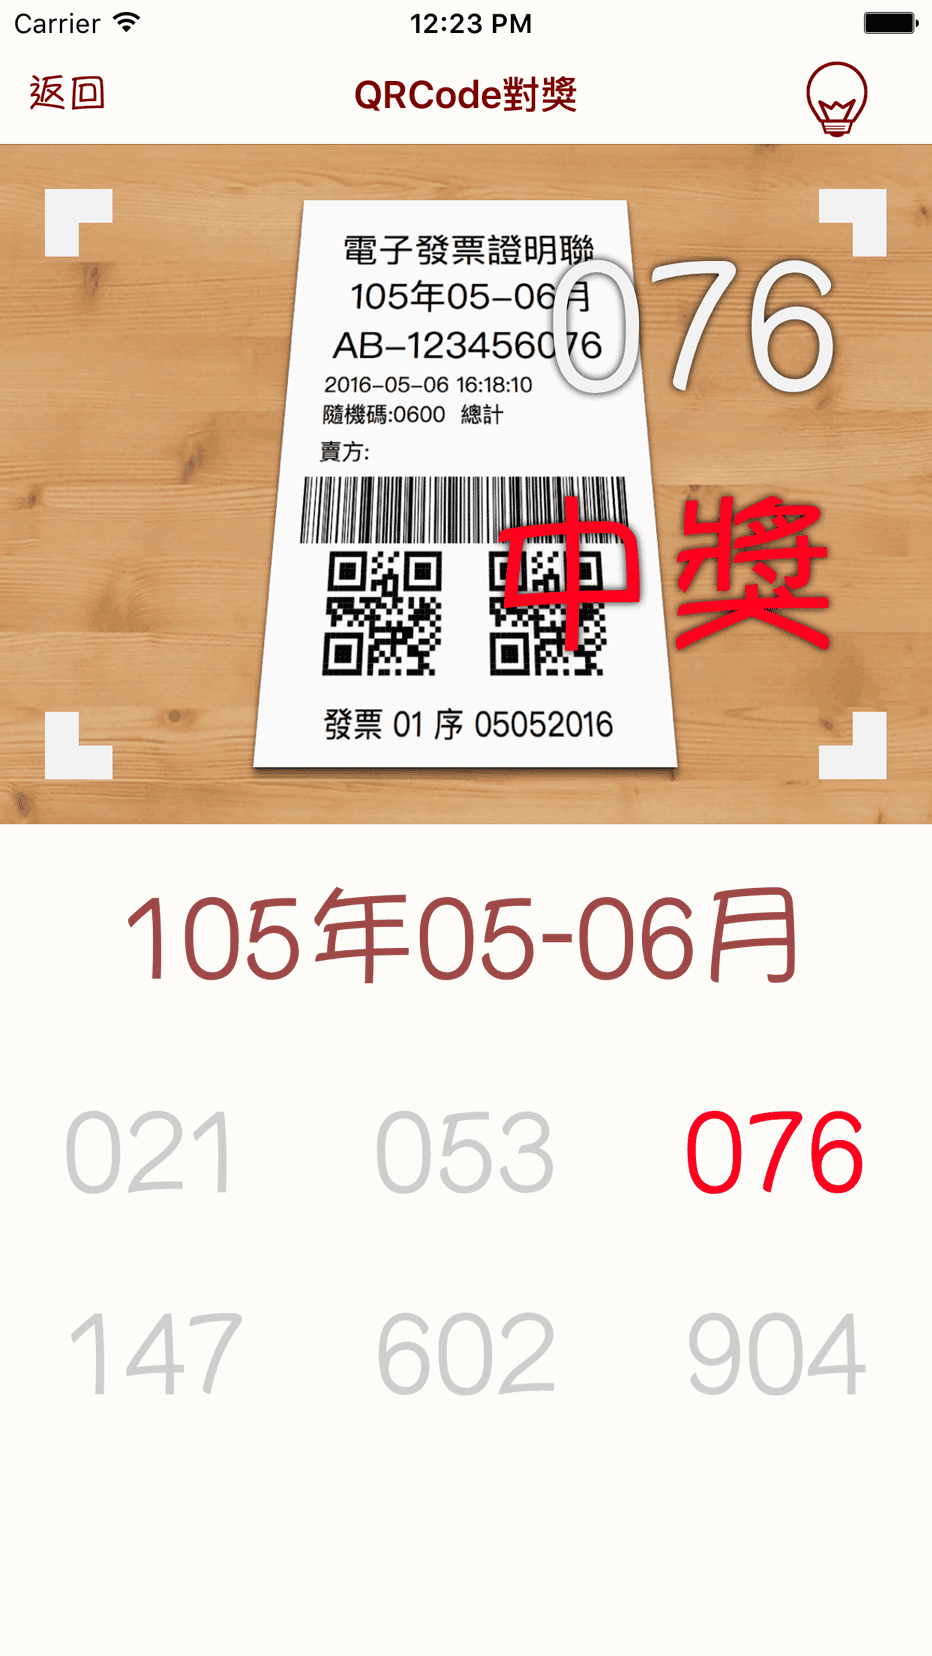 Carrier 12:23 PM
返回 QRCode對獎
電子發票證明聯
105年05-06月
AB-123456076
2016-05-06 16:18:10
隨機碼:0600 總計
賣方:
076
中獎
發票 01 序 05052016
105年05-06月
021 053 076
147 602 904